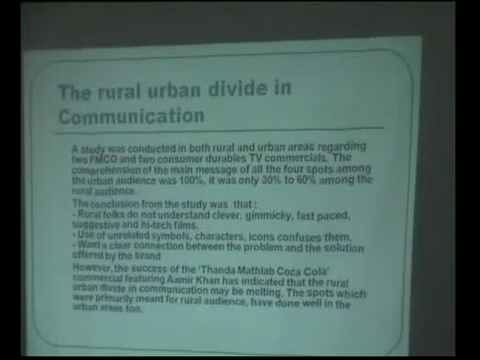 The rural urban divide in
Communication
A study was conducted in both rural and urban areas regarding
two FMCG and two consumer durables TV commercials. The
comprehension of the main message of all the four spots among
the urban audience was 100%, it was only 30% to 60% among the
rural audience.
The conclusion from the study was that :
- Rural folks do not understand clever, gimmicky, fast paced,
suggestive and hi-tech films.
- Use of unrelated symbols, characters, icons confuses them.
- Want a clear connection between the problem and the solution
offered by the brand
However, the success of the 'Thanda Mathlab Coca Cola'
commercial featuring Aamir Khan has indicated that the rural
urban divide in communication may be melting. The spots which
were primarily meant for rural audience, have done well in the
urban areas too.